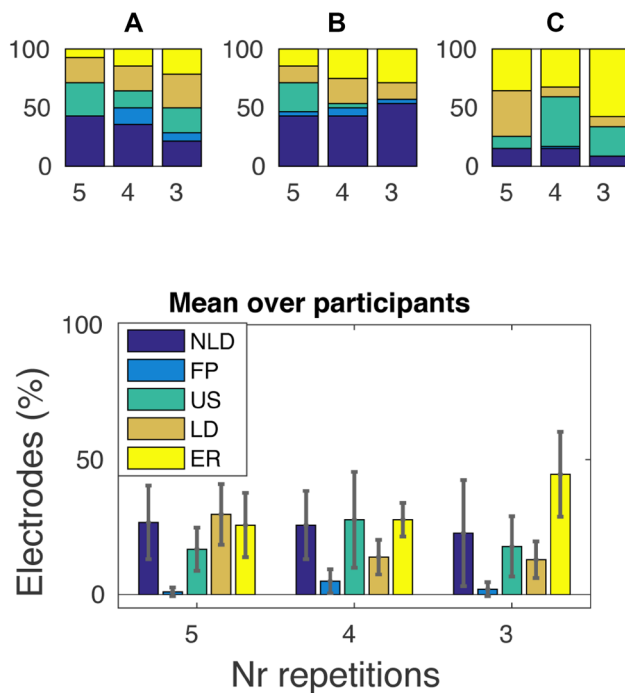 A B C
100 100 100
50 50 50
0 0 0
5 4 3 5 4 3 5 4 3
Mean over participants
100
50
0
Electrodes (%)
NLD
FP
US
LD
ER
5 4 3
Nr repetitions